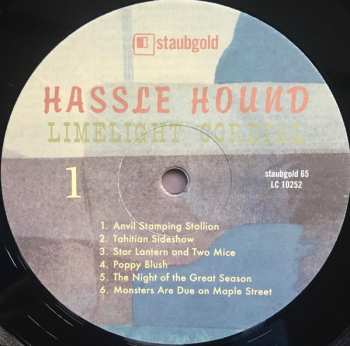 staubgold
HASSLE HOUND
LIMELIGHT CORDIAL
1
staubgold 65
LC 10252
1. Anvil Stamping Stallion
2. Tahitian Sideshow
3. Star Lantern and Two Mice
4. Poppy Blush
5. The Night of the Great Season
6. Monsters Are Due on Maple Street